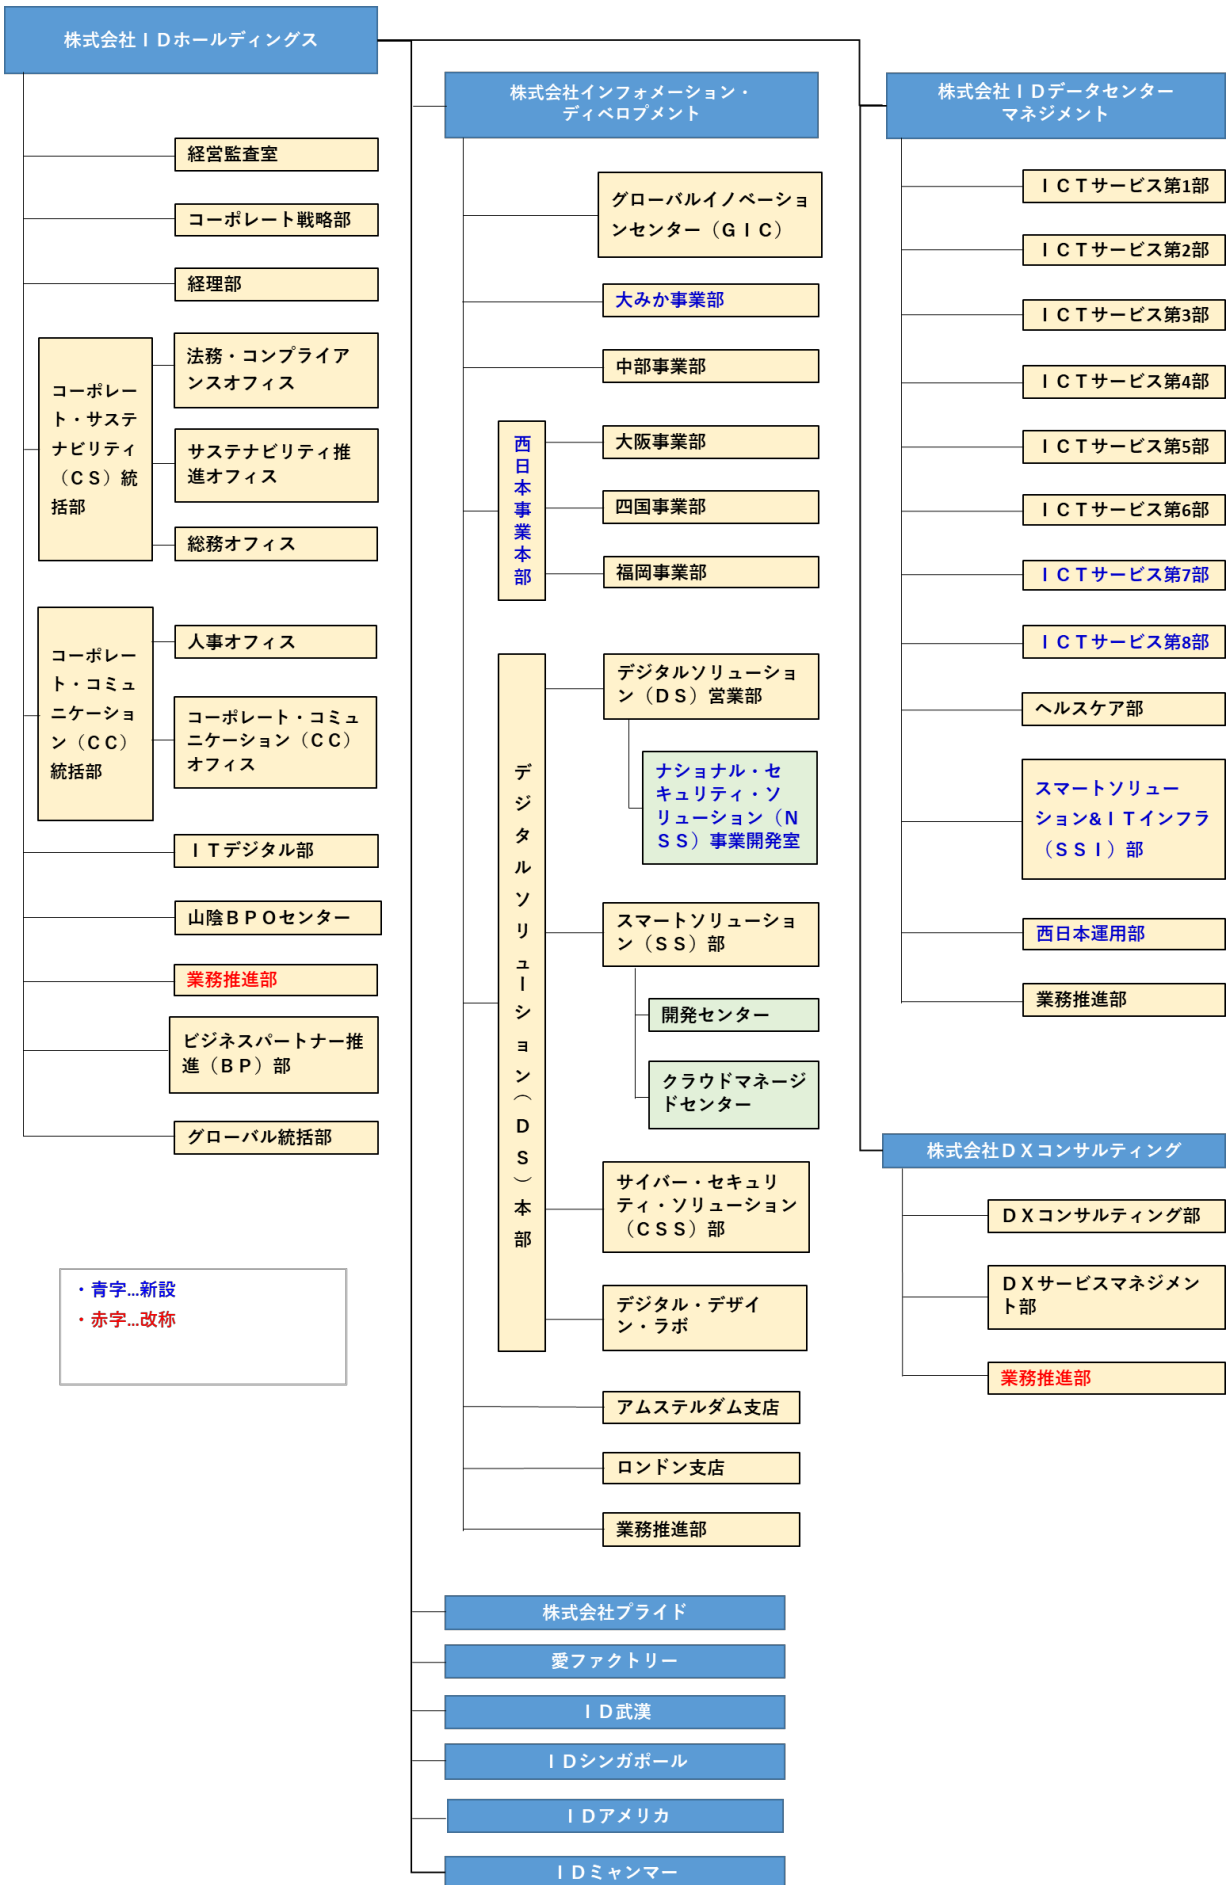 株式会社ＩＤホールディングス
経営監査室
コーポレート戦略部
経理部
コーポレー
ト・サステ
ナビリティ
（ＣＳ）統
括部
法務・コンプライア
ンスオフィス
サステナビリティ推
進オフィス
総務オフィス
コーポレー
ト・コミュ
ニケーショ
ン（ＣＣ）
統括部
人事オフィス
コーポレート・コミュ
ニケーション（ＣＣ）
オフィス
ＩＴデジタル部
山陰ＢＰＯセンター
業務推進部
ビジネスパートナー推
進（ＢＰ）部
グローバル統括部
・青字...新設
・赤字...改称
株式会社インフォメーション・
ディベロプメント
グローバルイノベーショ
ンセンター（ＧＩＣ）
大みか事業部
中部事業部
西日本事業本部
大阪事業部
四国事業部
福岡事業部
デジタルソリューション（ＤＳ）本部
デジタルソリューショ
ン（ＤＳ）営業部
ナショナル・セ
キュリティ・ソ
リューション（Ｎ
ＳＳ）事業開発室
スマートソリューショ
ン（ＳＳ）部
開発センター
クラウドマネージ
ドセンター
サイバー・セキュリ
ティ・ソリューション
（ＣＳＳ）部
デジタル・デザイ
ン・ラボ
アムステルダム支店
ロンドン支店
業務推進部
株式会社プライド
愛ファクトリー
ＩＤ武漢
ＩＤシンガポール
ＩＤアメリカ
ＩＤミャンマー
株式会社ＩＤデータセンター
マネジメント
ＩＣＴサービス第1部
ＩＣＴサービス第2部
ＩＣＴサービス第3部
ＩＣＴサービス第4部
ＩＣＴサービス第5部
ＩＣＴサービス第6部
ＩＣＴサービス第7部
ＩＣＴサービス第8部
ヘルスケア部
スマートソリュー
ション&ＩＴインフラ
（ＳＳＩ）部
西日本運用部
業務推進部
株式会社ＤＸコンサルティング
ＤＸコンサルティング部
ＤＸサービスマネジメン
ト部
業務推進部